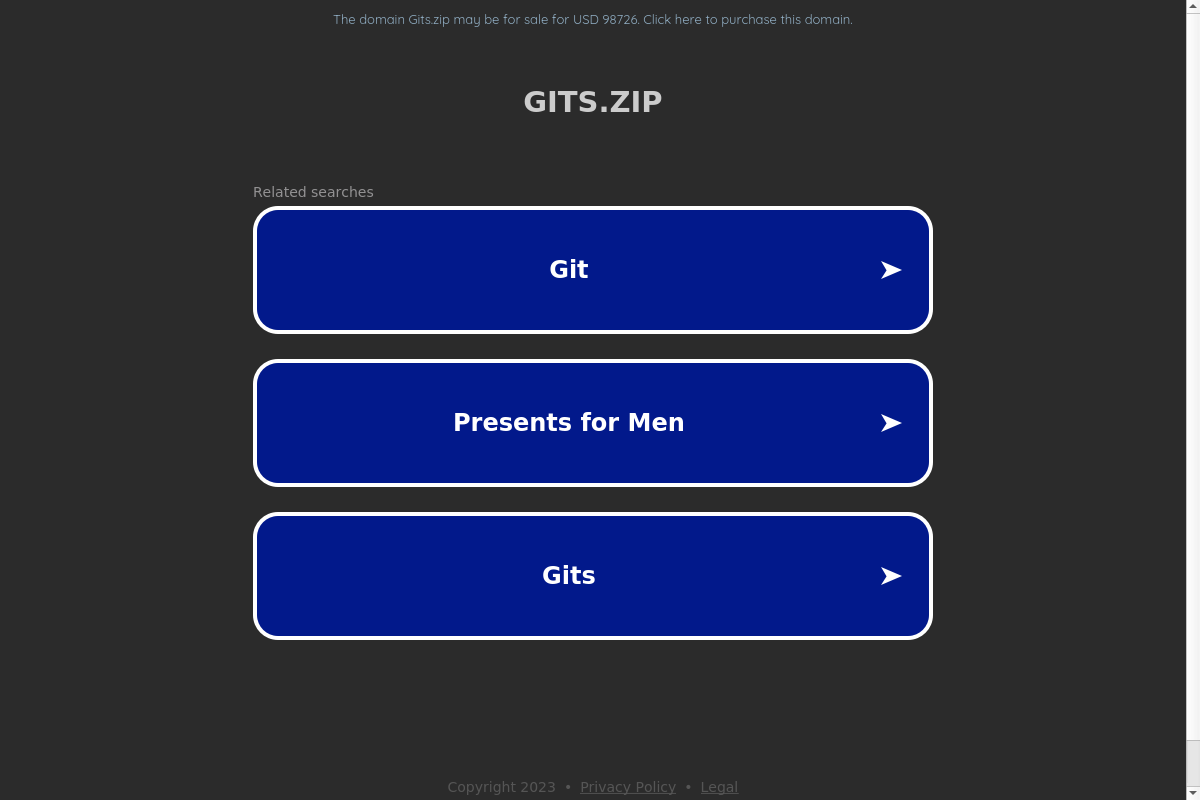 The domain Gits.zip may be for sale for USD 98726. Click here to purchase this domain.
GITS.ZIP
Related searches
Git
Presents for Men
Gits
Copyright 2023 • Privacy Policy • Legal